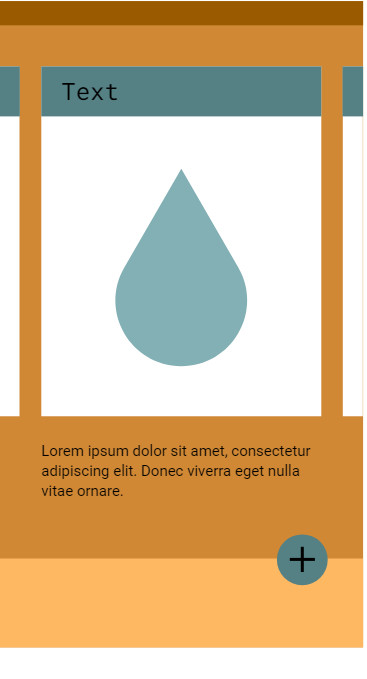 Text
Lorem ipsum dolor sit amet, consectetur
adipiscing elit. Donec viverra eget nulla
vitae ornare.